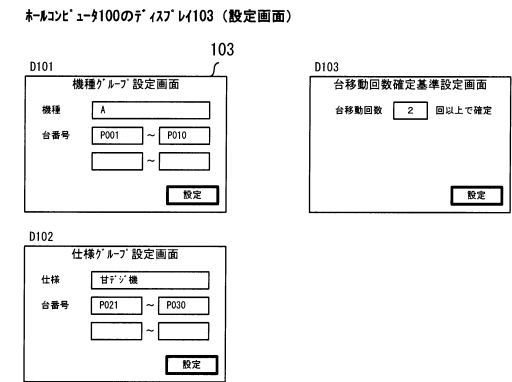 ホールコンピュータ100のディスプレイ103(設定画面)
103
D101
機種グループ設定画面
機種 A
台番号 P001 ~ P010
~
設定
D103
台移動回数確定基準設定画面
台移動回数 2 回以上で確定
設定
D102
仕様グループ設定画面
仕様 甘デジ機
台番号 P021 ~ P030
~
設定